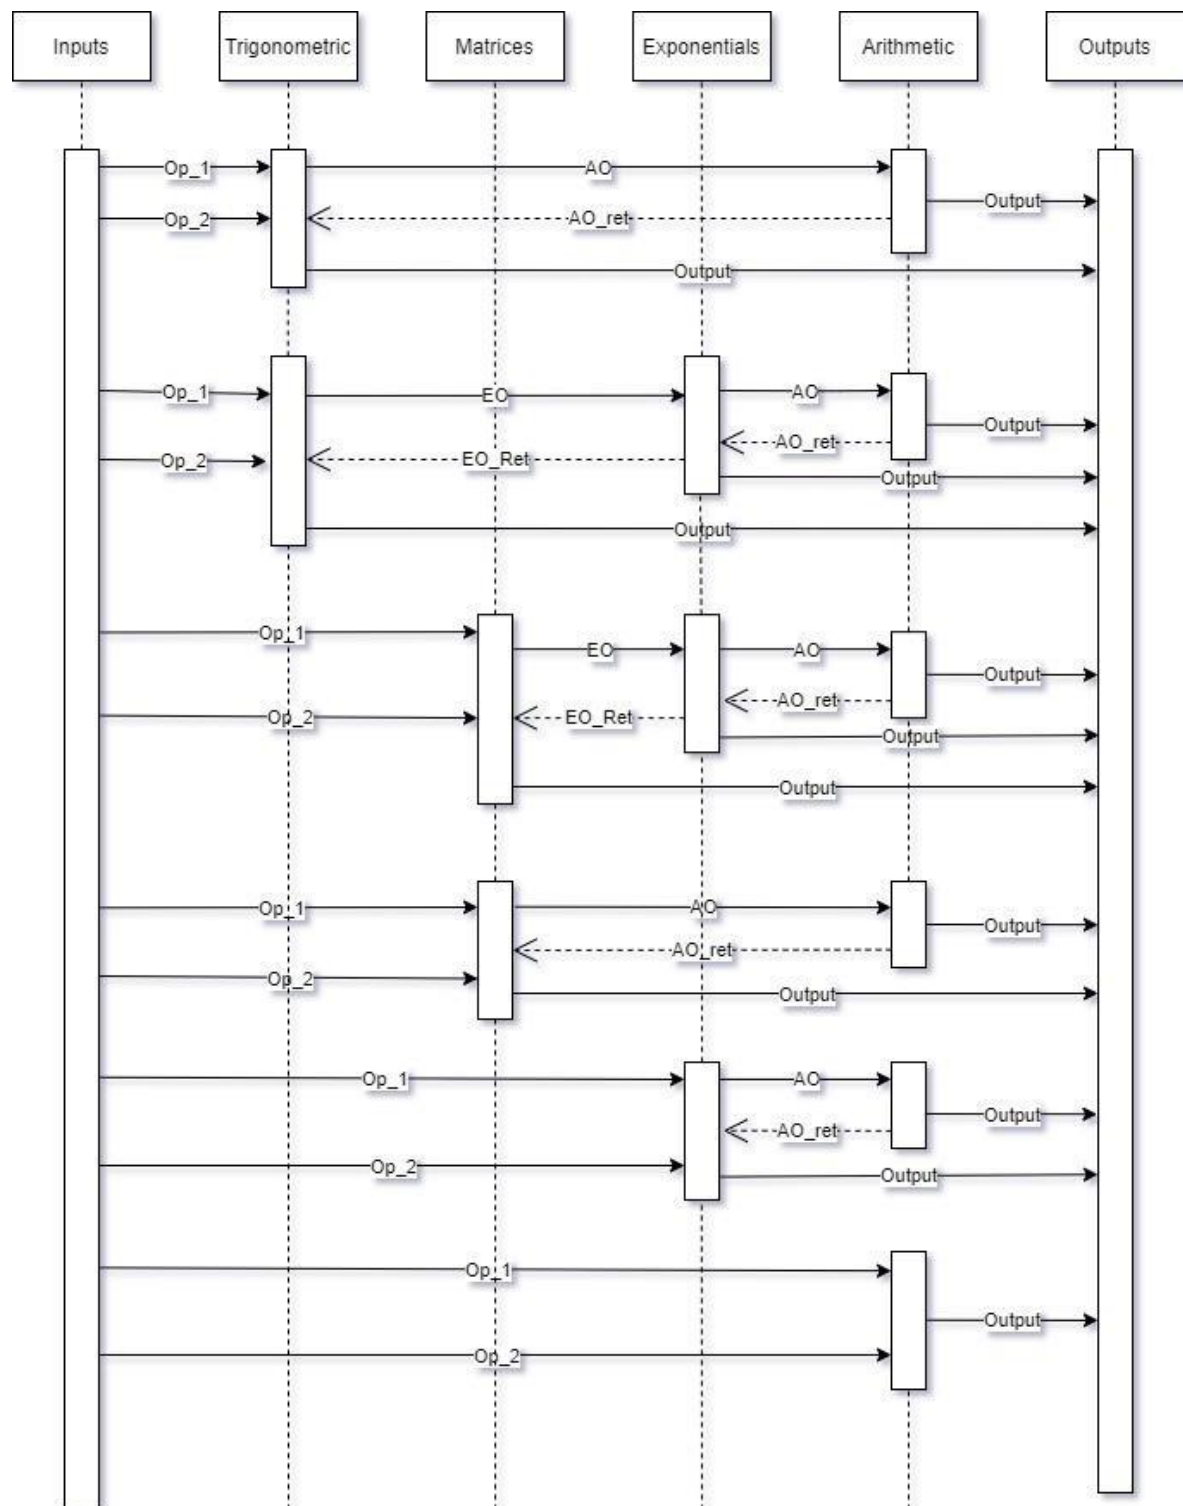 Inputs
Trigonometric
Matrices
Exponentials
Arithmetic
Outputs
Op_1
AO
Output
Op_2
AO_ret
Output
Op_1
EO
AO
Output
AO_ret
Op_2
EO_Ret
Output
Output
Op_1
EO
AO
Output
AO_ret
Op_2
EO_Ret
Output
Output
Op_1
AO
Output
AO_ret
Op_2
Output
Op_1
AO
Output
AO_ret
Op_2
Output
Op_1
Output
Op_2